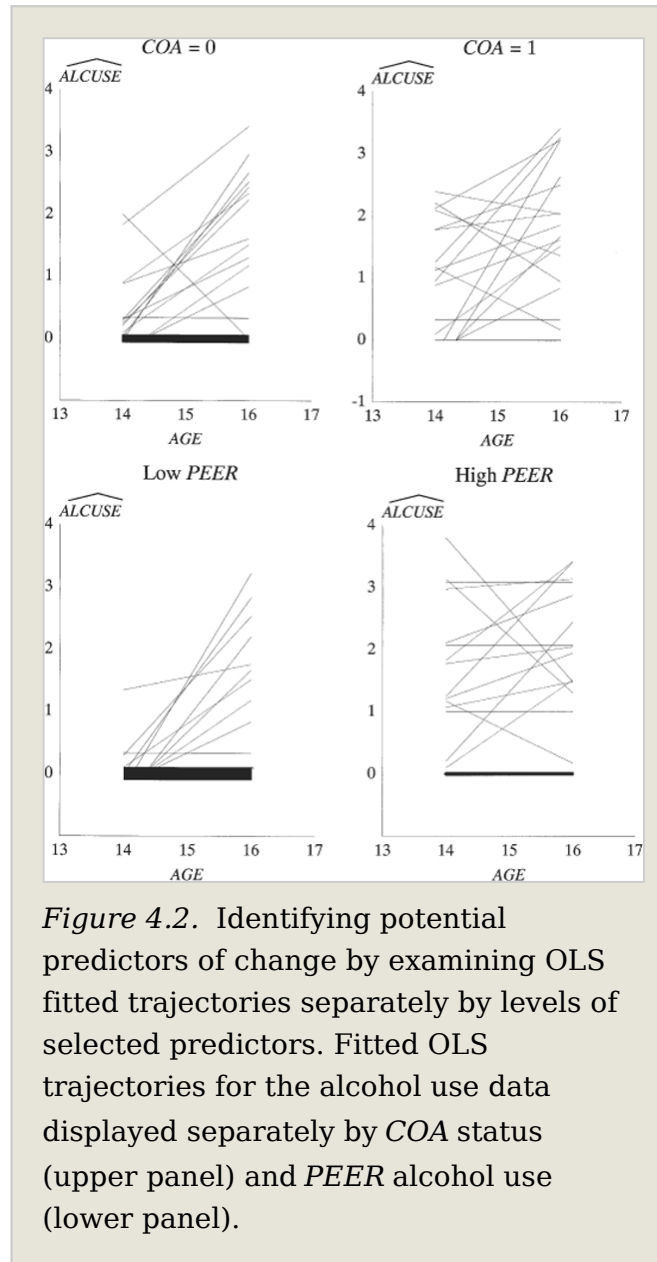 COA = 0
COA = 1
ALCUSE
ALCUSE
4
3
2
1
0
13 14 15 16 17
AGE
4
3
2
1
0
-1
13 14 15 16 17
AGE
Low PEER
High PEER
ALCUSE
ALCUSE
4
3
2
1
0
13 14 15 16 17
AGE
4
3
2
1
0
13 14 15 16 17
AGE
Figure 4.2. Identifying potential
predictors of change by examining OLS
fitted trajectories separately by levels of
selected predictors. Fitted OLS
trajectories for the alcohol use data
displayed separately by COA status
(upper panel) and PEER alcohol use
(lower panel).